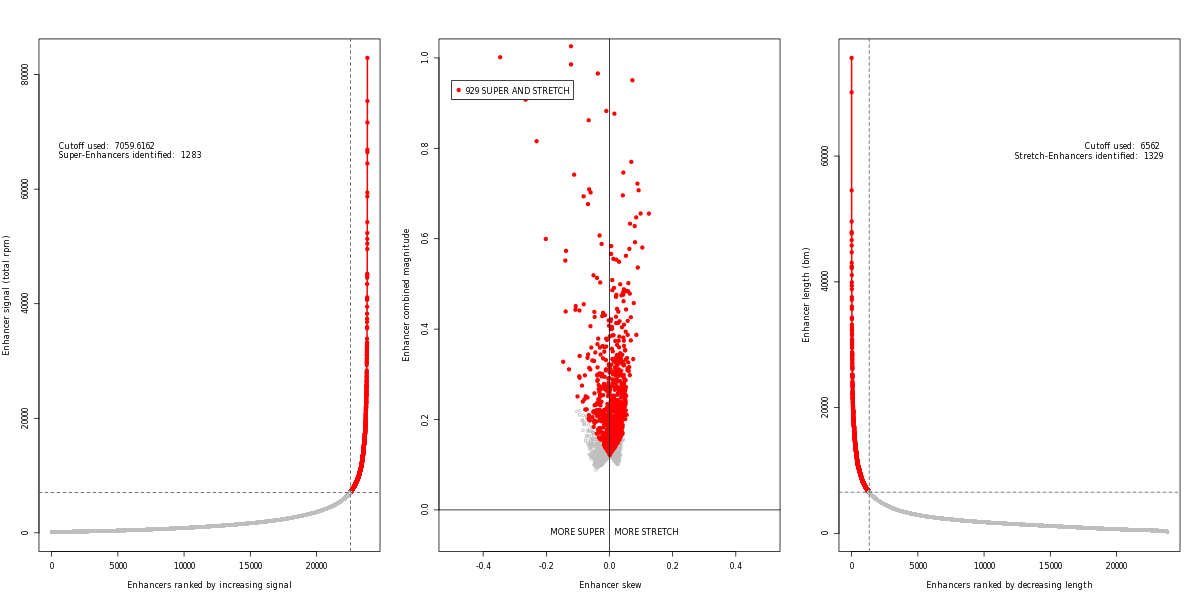 Cutoff used: 7059.6162
Super-Enhancers identified: 1283
Enhancer signal (total rpm)
0
20000
40000
60000
80000
0
5000
10000
15000
20000
Enhancers ranked by increasing signal
929 SUPER AND STRETCH
Enhancer combined magnitude
0.0
0.2
0.4
0.6
0.8
1.0
MORE SUPER
MORE STRETCH
-0.4
-0.2
0.0
0.2
0.4
Enhancer skew
Cutoff used: 6562
Stretch-Enhancers identified: 1329
Enhancer length (bm)
0
20000
40000
60000
0
5000
10000
15000
20000
Enhancers ranked by decreasing length